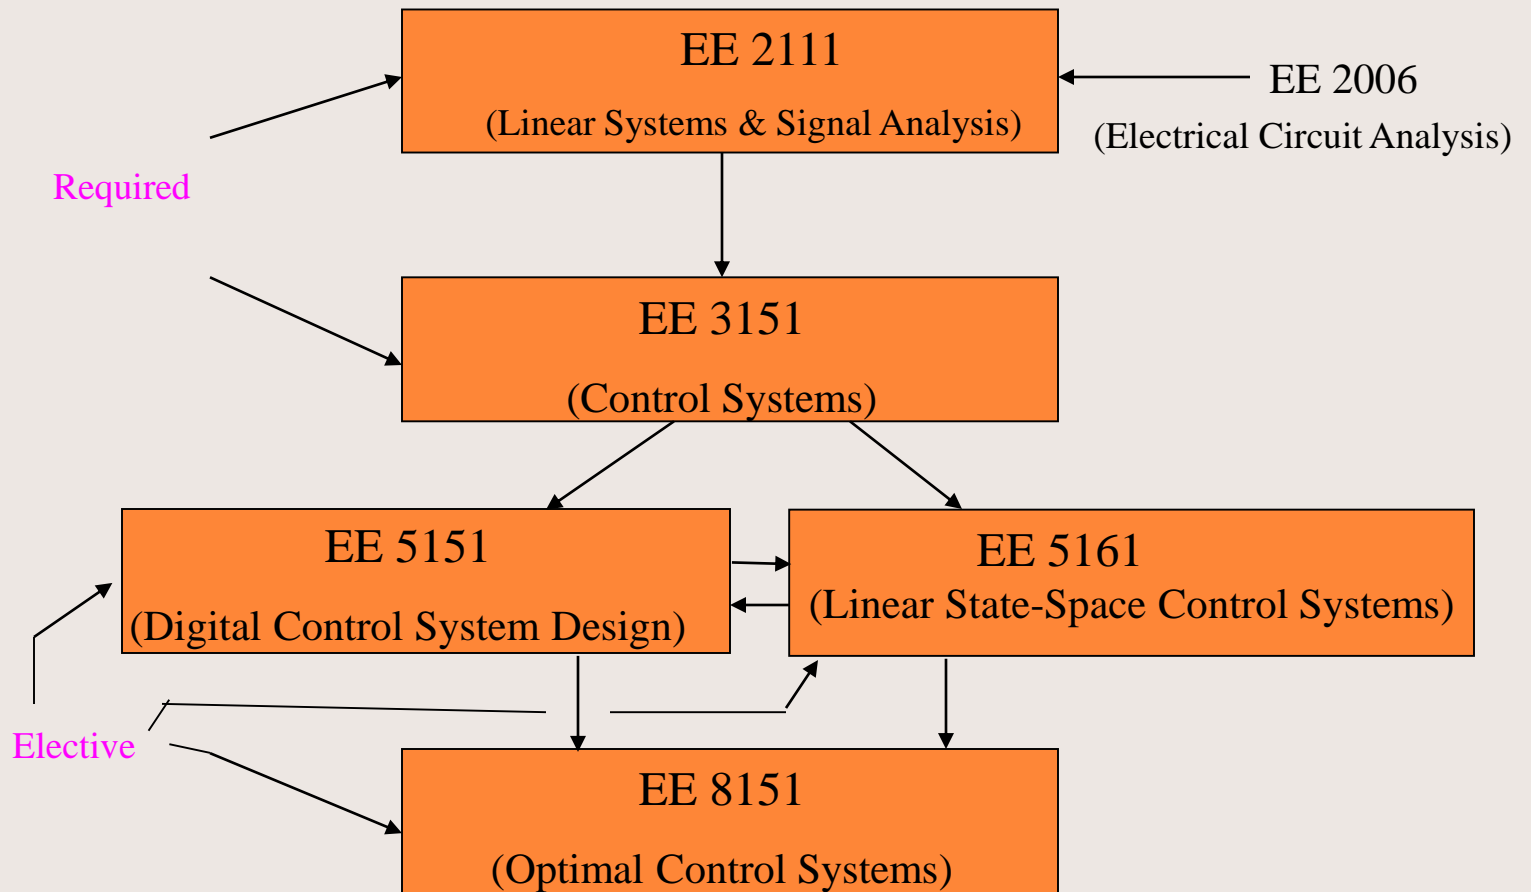 EE 2111
(Linear Systems & Signal Analysis)
EE 2006
(Electrical Circuit Analysis)
Required
EE 3151
(Control Systems)
EE 5151
(Digital Control System Design)
EE 5161
(Linear State-Space Control Systems)
Elective
EE 8151
(Optimal Control Systems)